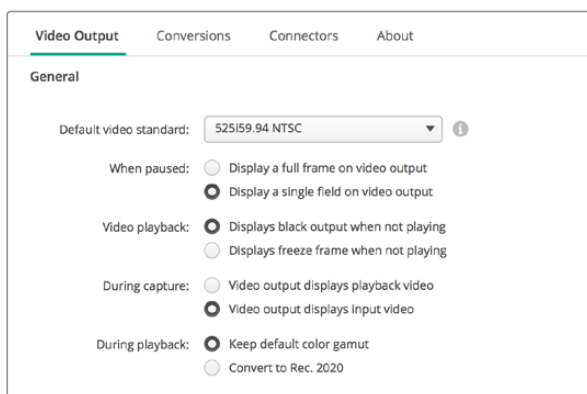 Video Output Conversions Connectors About
General
Default video standard: 525i59.94 NTSC
When paused: Display a full frame on video output
Display a single field on video output
Video playback: Displays black output when not playing
Displays freeze frame when not playing
During capture: Video output displays playback video
Video output displays input video
During playback: Keep default color gamut
Convert to Rec. 2020